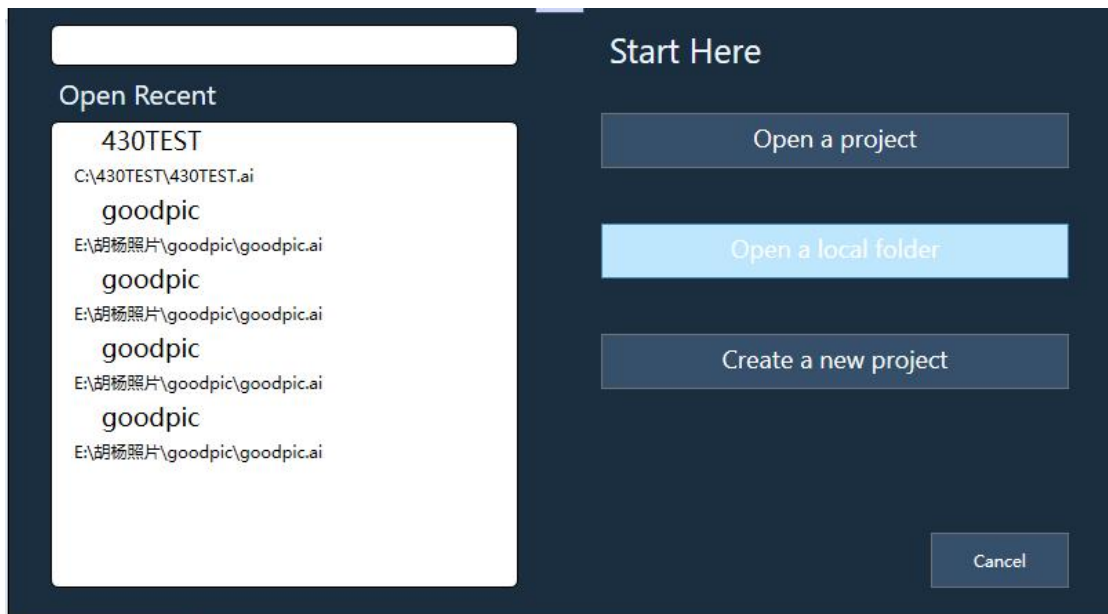 Open Recent
430TEST
C:\430TEST\430TEST.ai
goodpic
E:\胡杨照片\goodpic\goodpic.ai
goodpic
E:\胡杨照片\goodpic\goodpic.ai
goodpic
E:\胡杨照片\goodpic\goodpic.ai
goodpic
E:\胡杨照片\goodpic\goodpic.ai
Start Here
Open a project
Open a local folder
Create a new project
Cancel